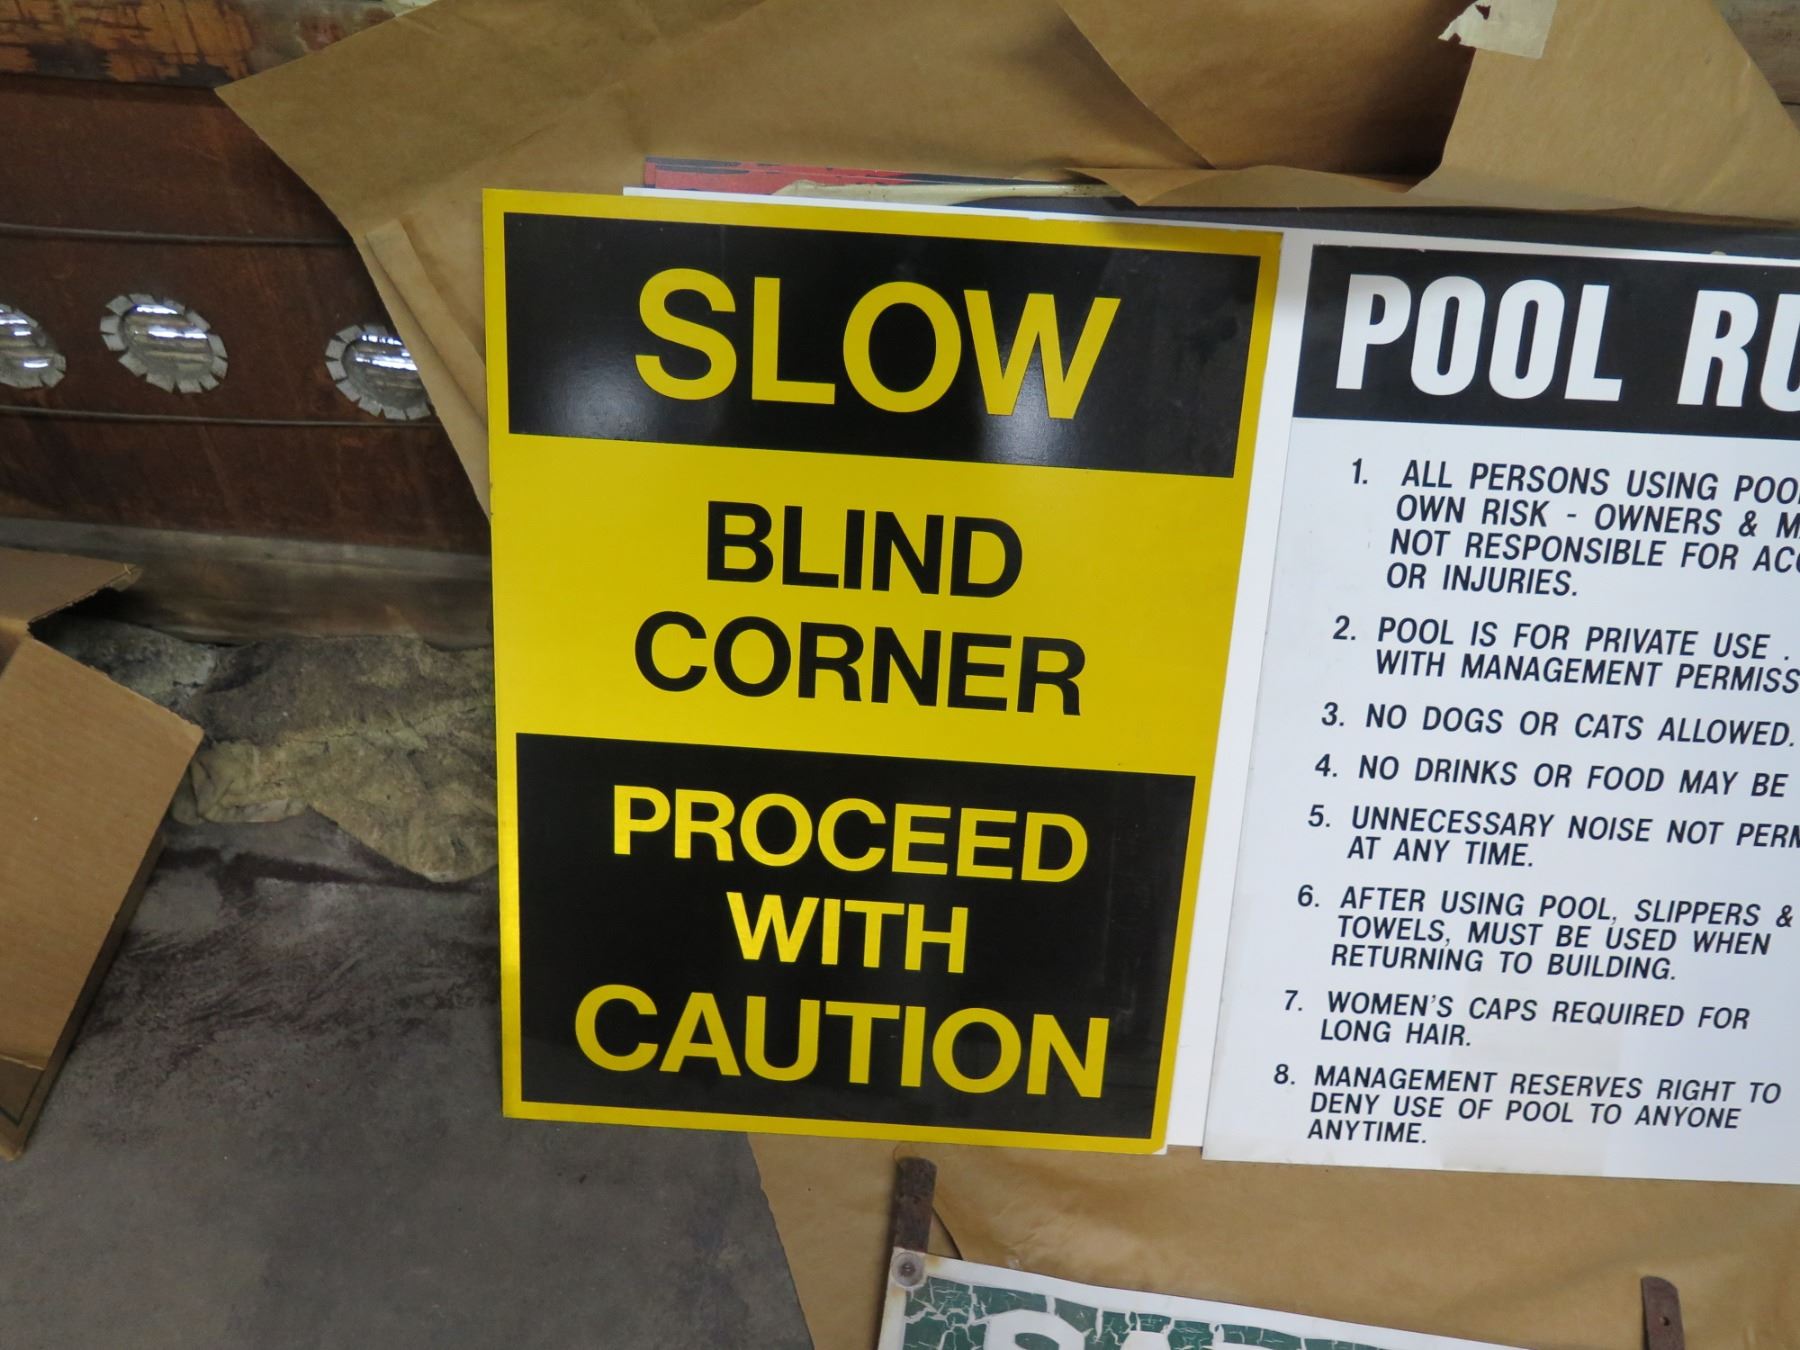 SLOW
BLIND
CORNER
PROCEED
WITH
CAUTION
POOL
1. ALL PERSONS USING
OWN RISK - OWNERS &
NOT RESPONSIBLE FOR
OR INJURIES.
2. POOL IS FOR PRIVATE USE .
WITH MANAGEMENT
3. NO DOGS OR CATS ALLOWED.
4. NO DRINKS OR FOOD MAY BE
5. UNNECESSARY NOISE NOT
AT ANY TIME.
6. AFTER USING POOL, SLIPPERS &
TOWELS, MUST BE USED WHEN
RETURNING TO BUILDING.
7. WOMEN'S CAPS REQUIRED FOR
LONG HAIR.
8. MANAGEMENT RESERVES RIGHT TO
DENY USE OF POOL TO ANYONE
ANYTIME.